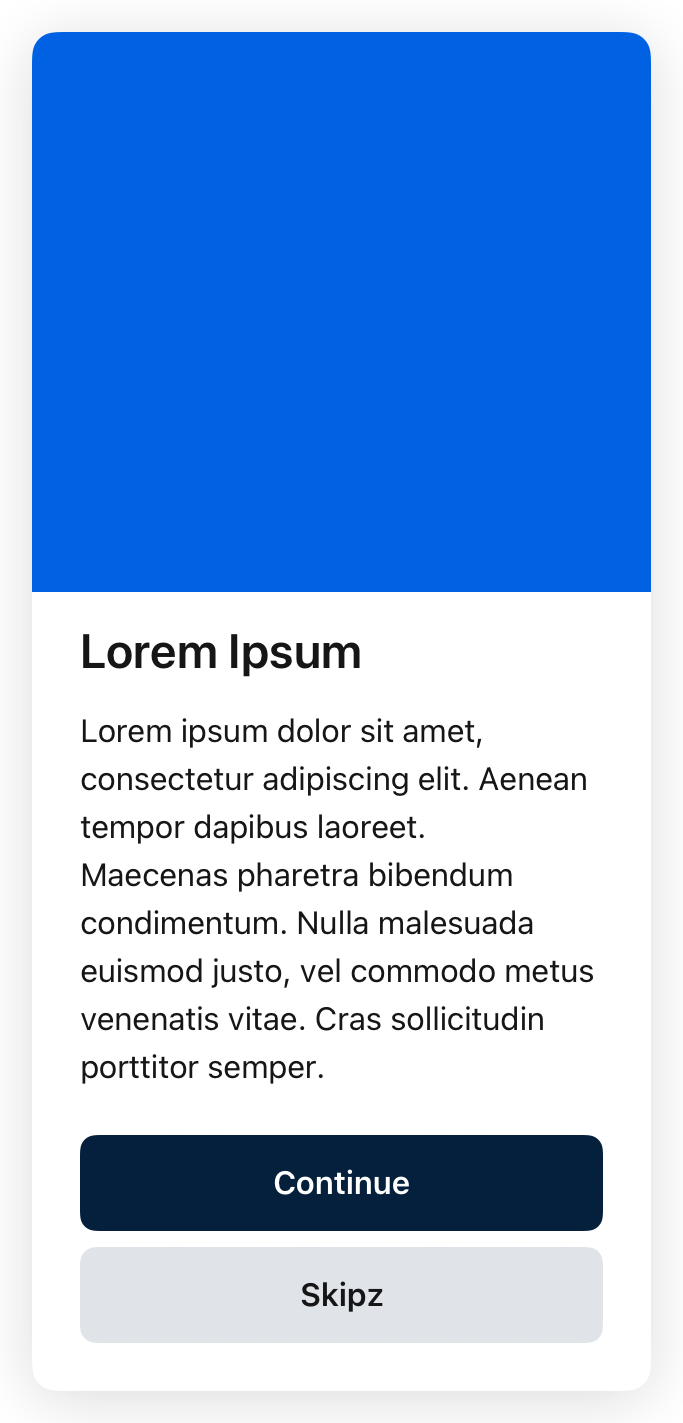 Lorem Ipsum
Lorem ipsum dolor sit amet,
consectetur adipiscing elit. Aenean
tempor dapibus laoreet.
Maecenas pharetra bibendum
condimentum. Nulla malesuada
euismod justo, vel commodo metus
venenatis vitae. Cras sollicitudin
porttitor semper.
Continue
Skipz